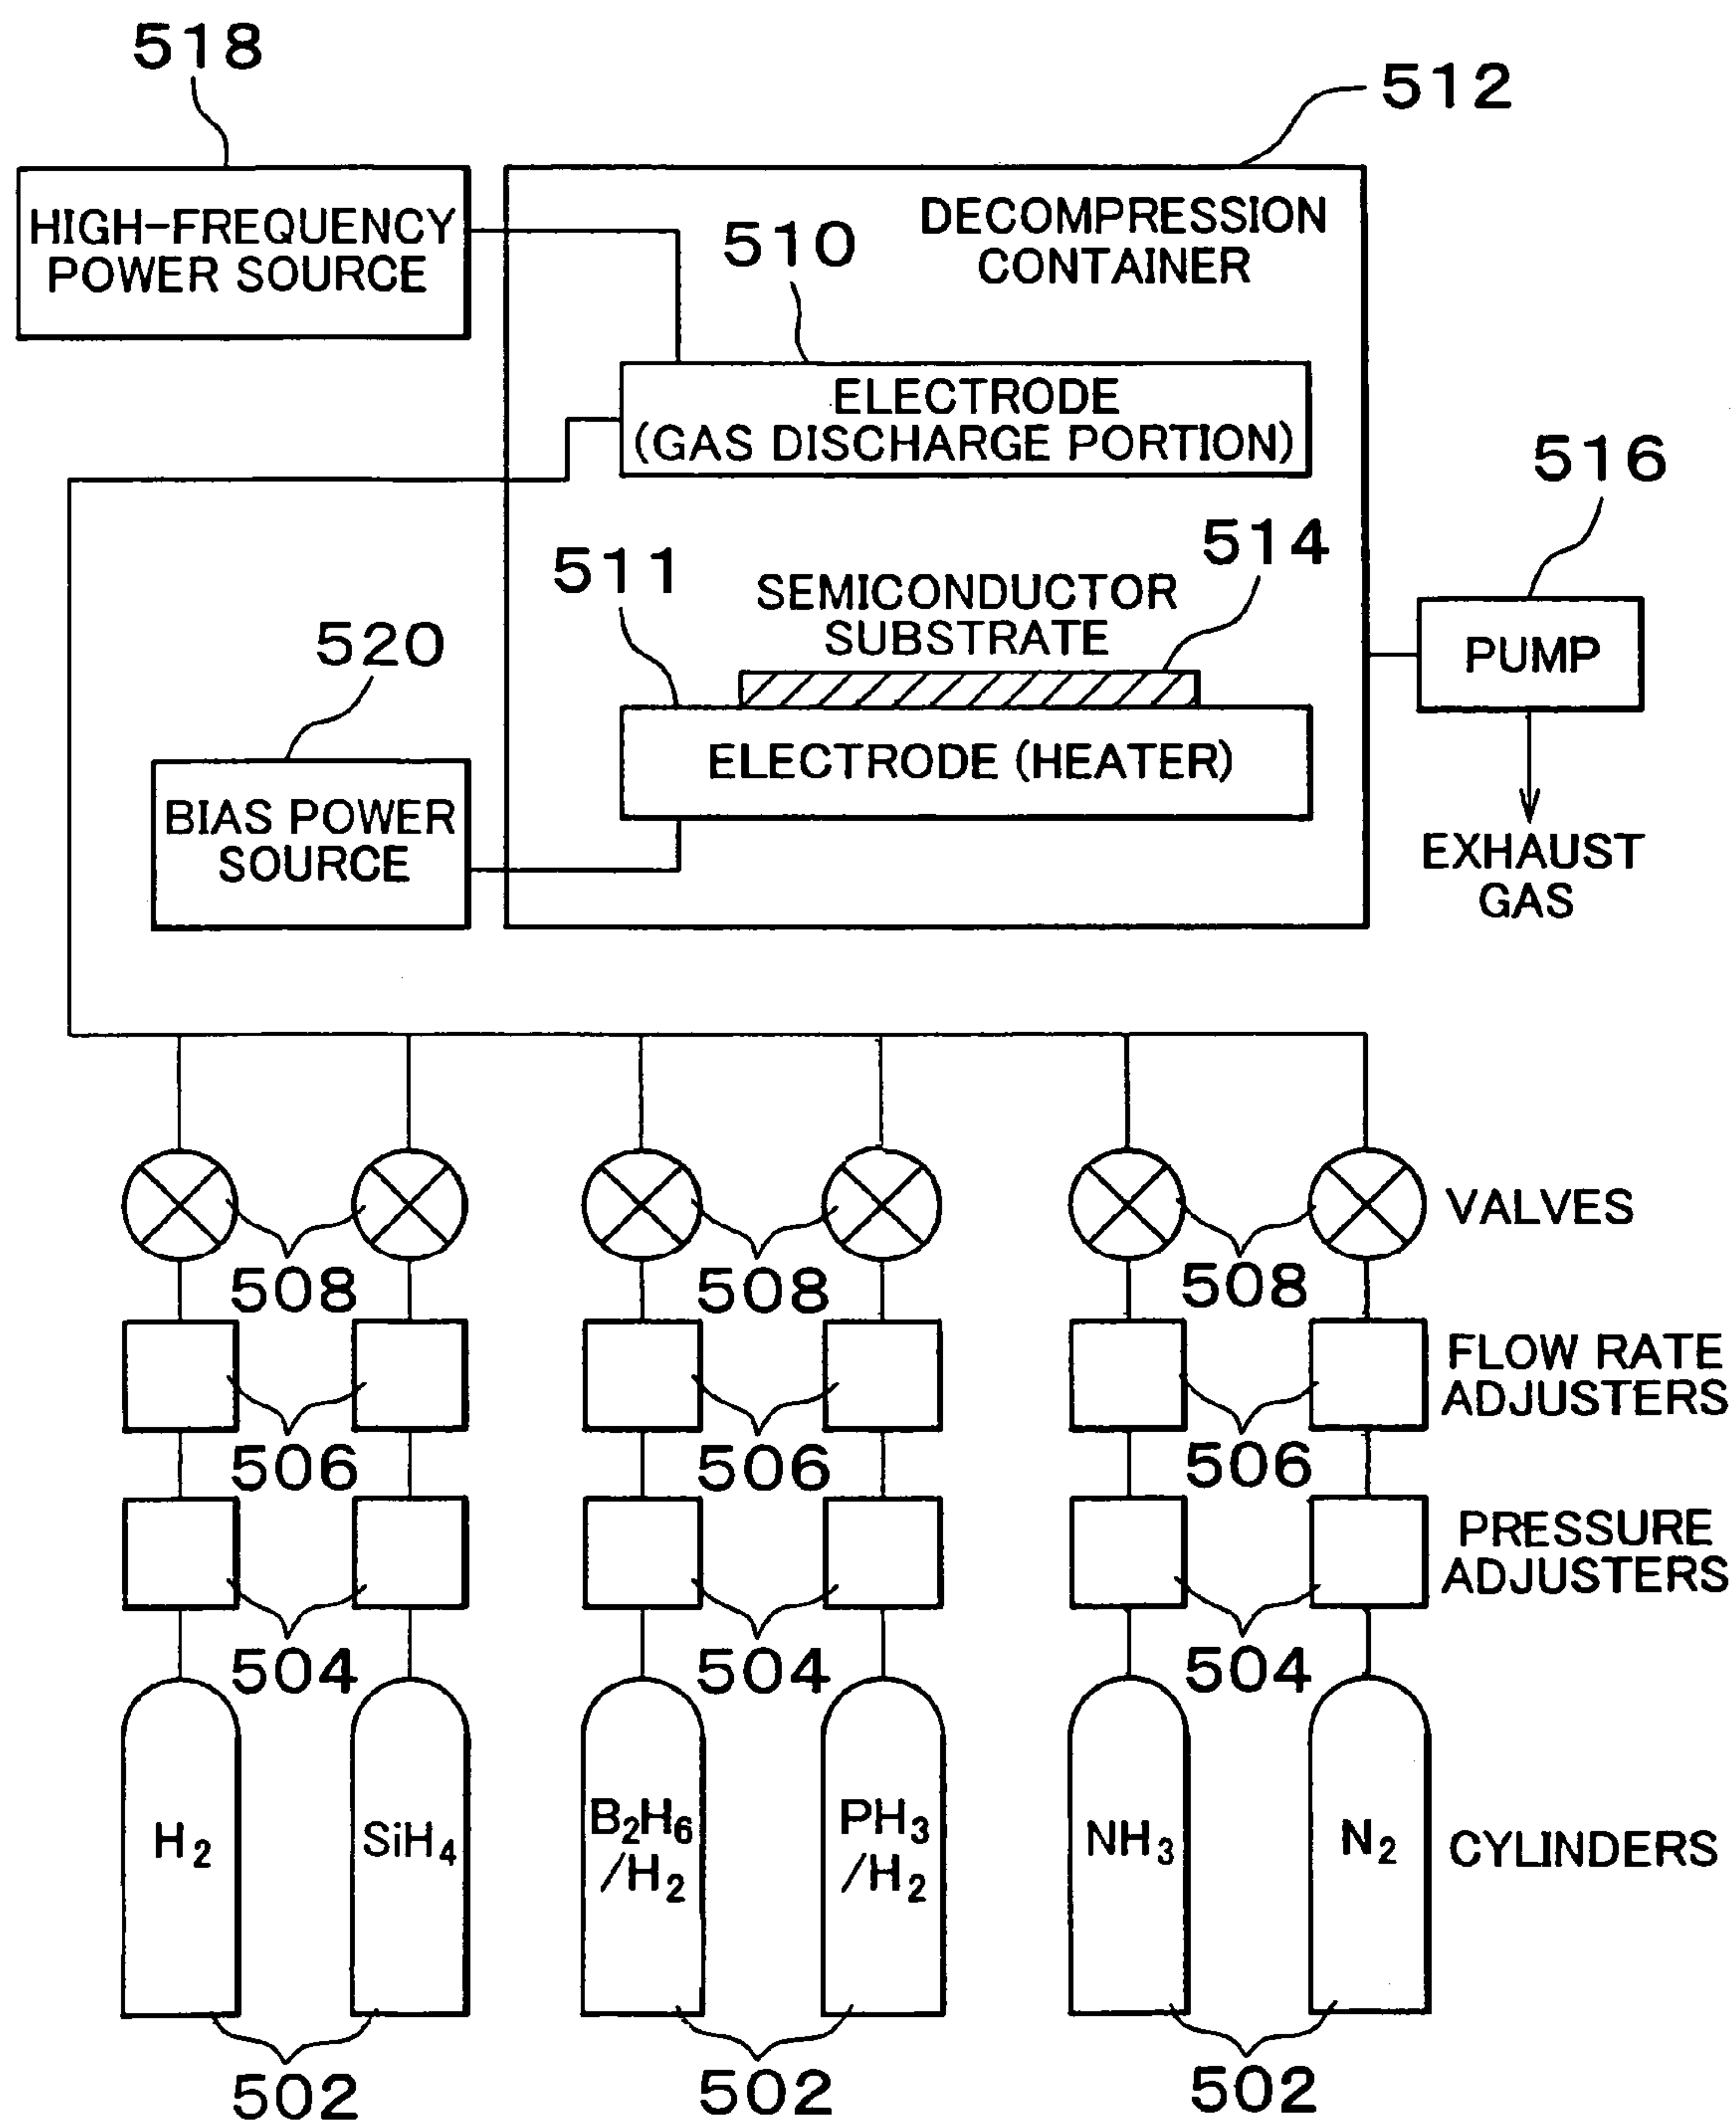 518
512
HIGH-FREQUENCY
POWER SOURCE
DECOMPRESSION
CONTAINER
510
ELECTRODE
(GAS DISCHARGE PORTION)
516
514
511
SEMICONDUCTOR
SUBSTRATE
520
PUMP
ELECTRODE (HEATER)
BIAS POWER
SOURCE
EXHAUST
GAS
VALVES
508
508
508
FLOW RATE
ADJUSTERS
506
506
506
PRESSURE
ADJUSTERS
504
504
504
H2
SiH4
B2H6
/H2
PH3
/H2
NH3
N2
CYLINDERS
502
502
502